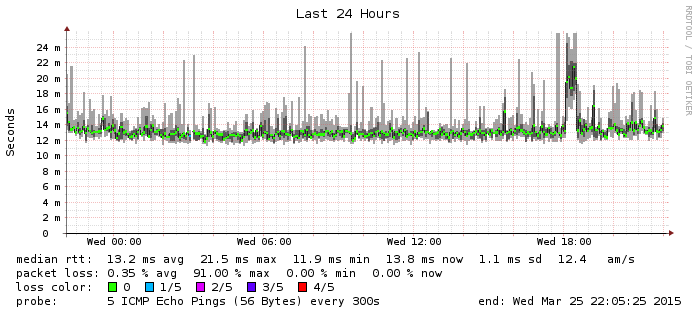 Last 24 Hours
RRDTOOL / TOBI OETIKER
Seconds
24 m
22 m
20 m
18 m
16 m
14 m
12 m
10 m
8 m
6 m
4 m
2 m
0
Wed 00:00 Wed 06:00 Wed 12:00 Wed 18:00
median rtt: 13.2 ms avg 21.5 ms max 11.9 ms min 13.8 ms now 1.1 ms sd 12.4 am/s
packet loss: 0.35 % avg 91.00 % max 0.00 % min 0.00 % now
loss color: 0 1/5 2/5 3/5 4/5
probe: 5 ICMP Echo Pings (56 Bytes) every 300s end: Wed Mar 25 22:05:25 2015